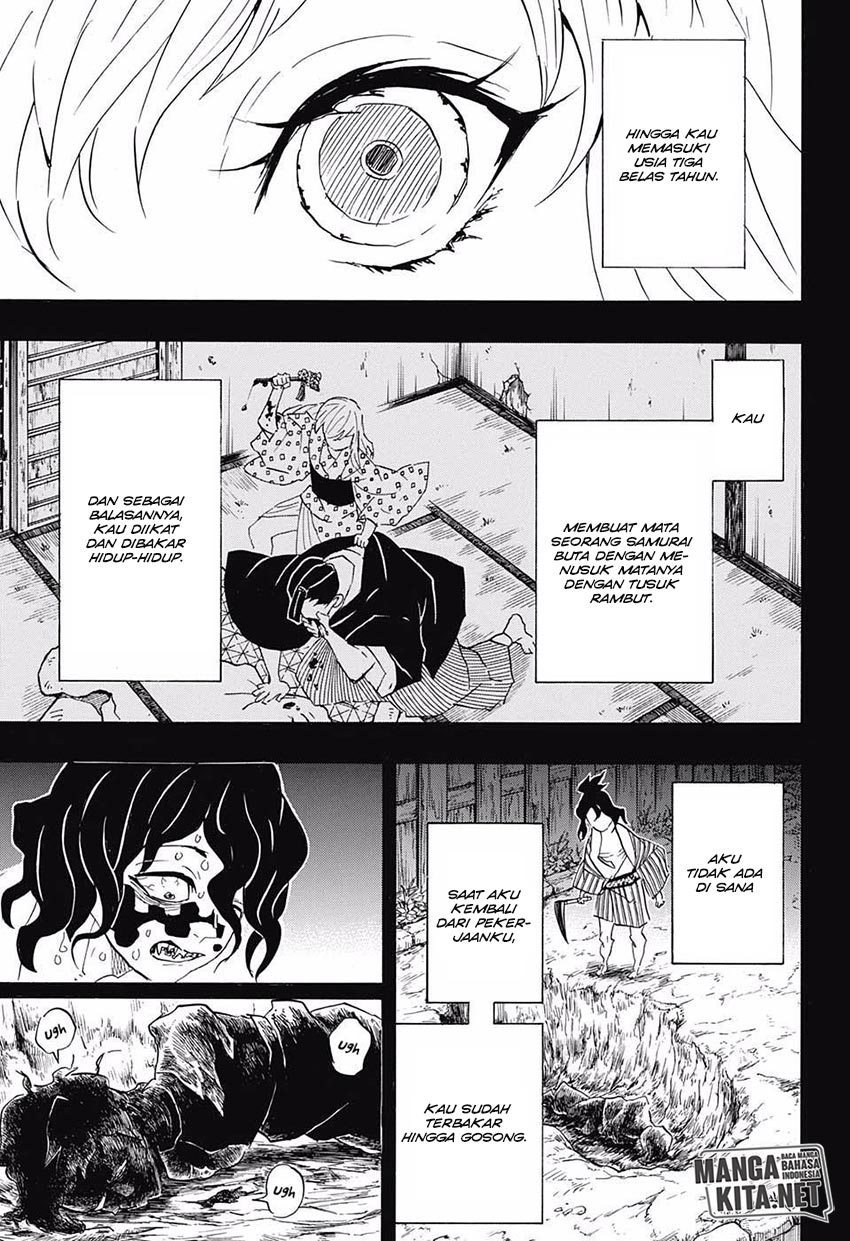 HINGGA KAU
MEMASUKI
USIA TIGA
BELAS TAHUN.
KAU
MEMBUAT MATA
SEORANG SAMURAI
BUTA DENGAN ME-
NUSUK MATANYA
DENGAN TUSUK
RAMBUT.
DAN SEBAGAI
BALASANNYA,
KAU DIIKAT
DAN DIBAKAR
HIDUP-HIDUP.
AKU
TIDAK ADA
DI SANA
SAAT AKU
KEMBALI
DARI PEKER-
JAANKU,
KAU SUDAH
TERBAKAR
HINGGA GOSONG.
Ugh
Ugh
Ugh
MANGA
BACA MANGA
BAHASA
INDONESIA
KITA.NET